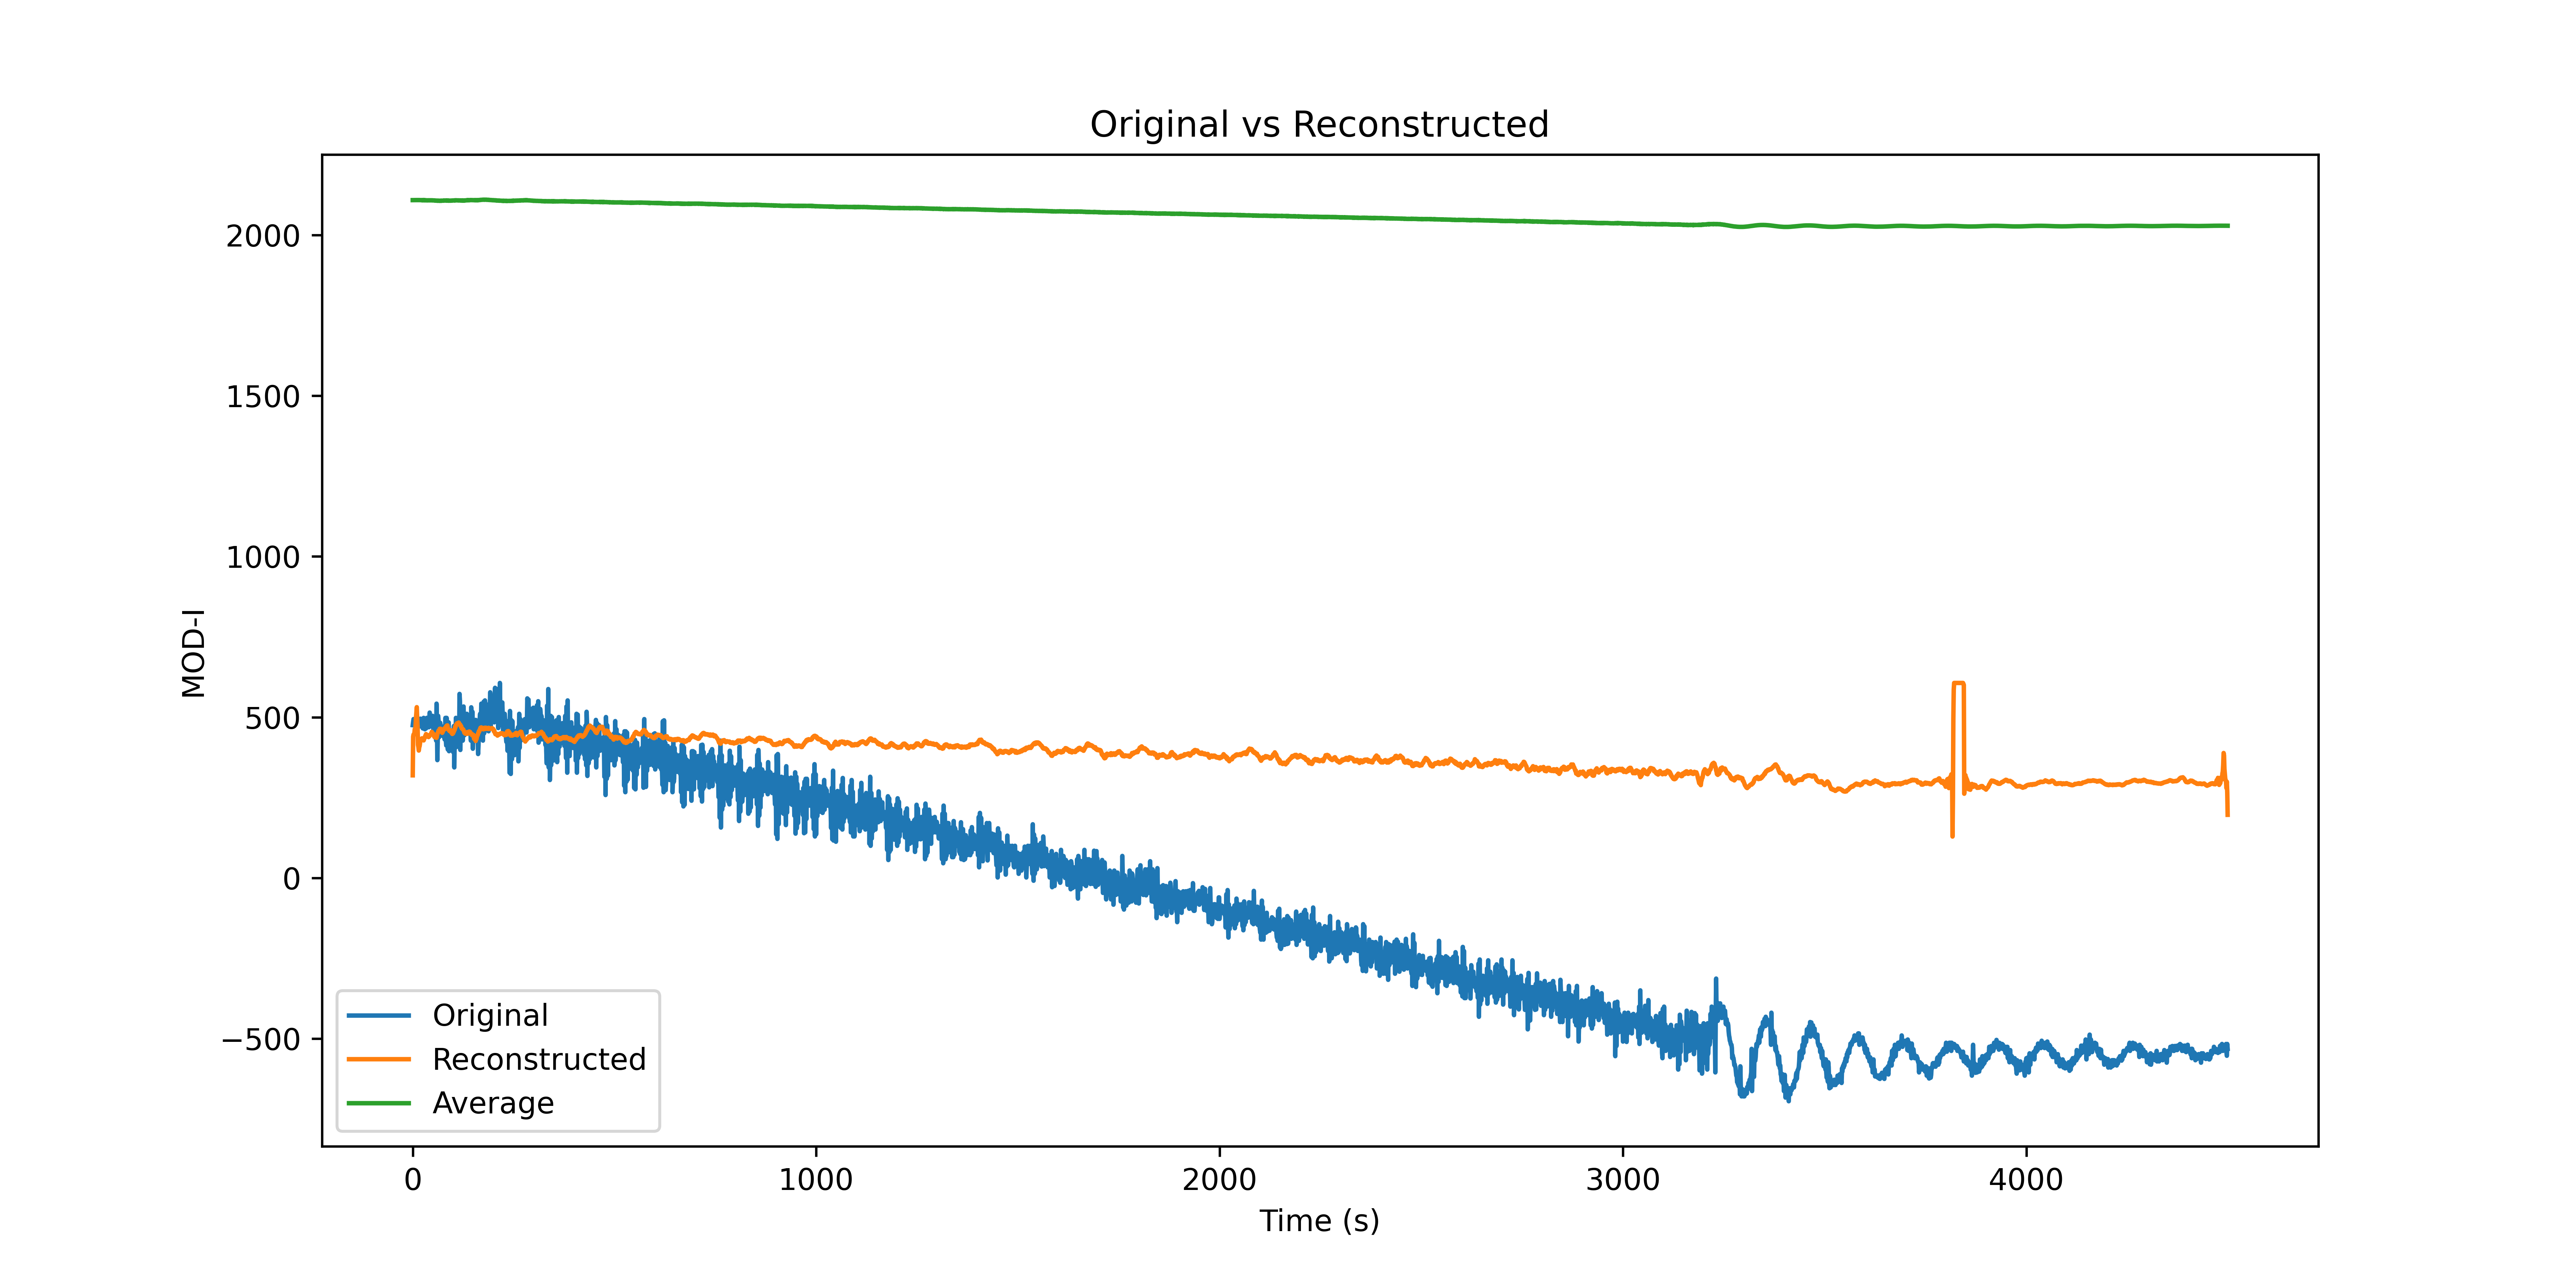 Original vs Reconstructed
MOD-I
2000
1500
1000
500
0
−500
Original
Reconstructed
Average
0 1000 2000 3000 4000
Time (s)